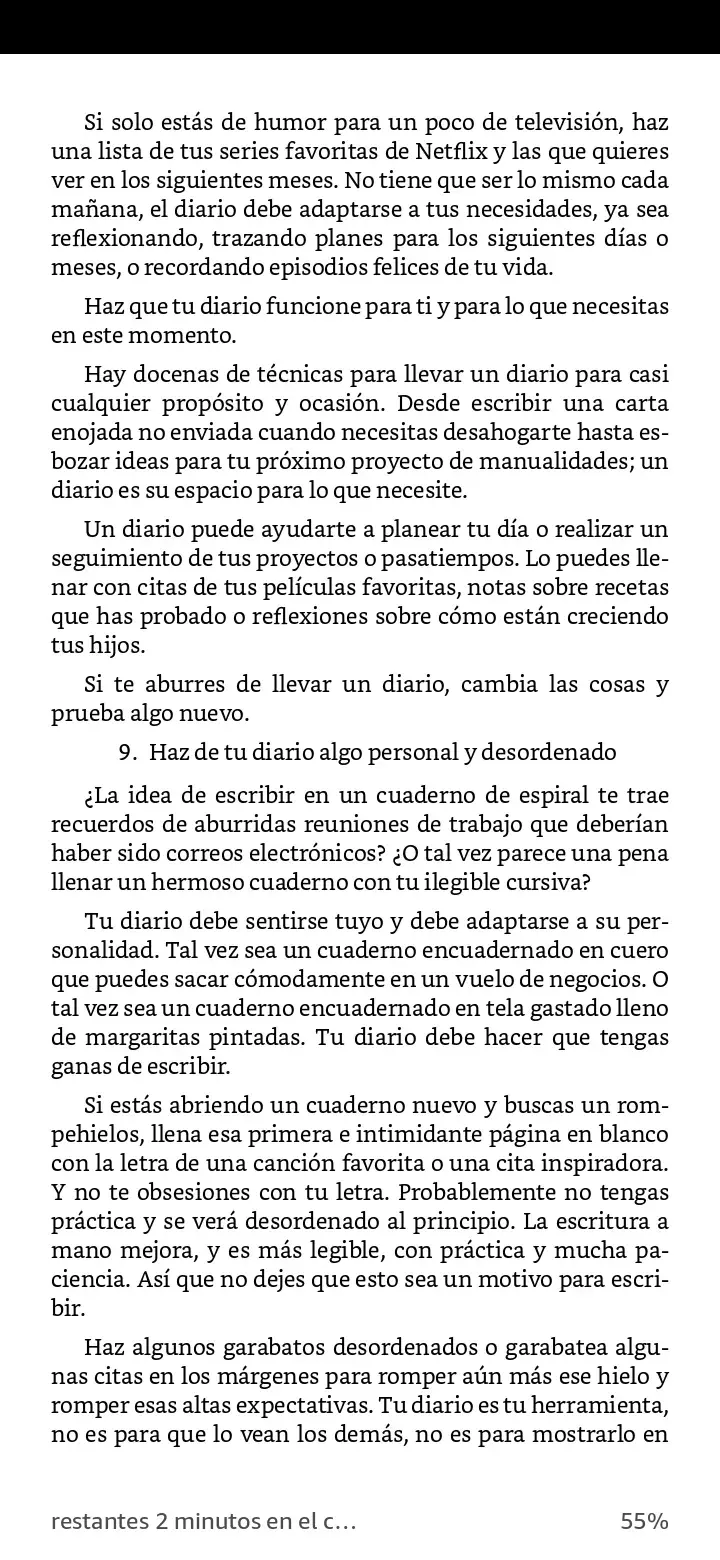 Si solo estás de humor para un poco de televisión, haz
una lista de tus series favoritas de Netflix y las que quieres
ver en los siguientes meses. No tiene que ser lo mismo cada
mañana, el diario debe adaptarse a tus necesidades, ya sea
reflexionando, trazando planes para los siguientes días o
meses, o recordando episodios felices de tu vida.
Haz que tu diario funcione para ti y para lo que necesitas
en este momento.
Hay docenas de técnicas para llevar un diario para casi
cualquier propósito y ocasión. Desde escribir una carta
enojada no enviada cuando necesitas desahogarte hasta es-
bozar ideas para tu próximo proyecto de manualidades; un
diario es su espacio para lo que necesite.
Un diario puede ayudarte a planear tu día o realizar un
seguimiento de tus proyectos o pasatiempos. Lo puedes lle-
nar con citas de tus películas favoritas, notas sobre recetas
que has probado o reflexiones sobre cómo están creciendo
tus hijos.
Si te aburres de llevar un diario, cambia las cosas y
prueba algo nuevo.
9. Haz de tu diario algo personal y desordenado
¿La idea de escribir en un cuaderno de espiral te trae
recuerdos de aburridas reuniones de trabajo que deberían
haber sido correos electrónicos? ¿O tal vez parece una pena
llenar un hermoso cuaderno con tu ilegible cursiva?
Tu diario debe sentirse tuyo y debe adaptarse a su per-
sonalidad. Tal vez sea un cuaderno encuadernado en cuero
que puedes sacar cómodamente en un vuelo de negocios. O
tal vez sea un cuaderno encuadernado en tela gastado lleno
de margaritas pintadas. Tu diario debe hacer que tengas
ganas de escribir.
Si estás abriendo un cuaderno nuevo y buscas un rom-
pehielos, llena esa primera e intimidante página en blanco
con la letra de una canción favorita o una cita inspiradora.
Y no te obsesiones con tu letra. Probablemente no tengas
práctica y se verá desordenado al principio. La escritura a
mano mejora, y es más legible, con práctica y mucha pa-
ciencia. Así que no dejes que esto sea un motivo para escri-
bir.
Haz algunos garabatos desordenados o garabatea algu-
nas citas en los márgenes para romper aún más ese hielo y
romper esas altas expectativas. Tu diario es tu herramienta,
no es para que lo vean los demás, no es para mostrarlo en
restantes 2 minutos en el c… 55%